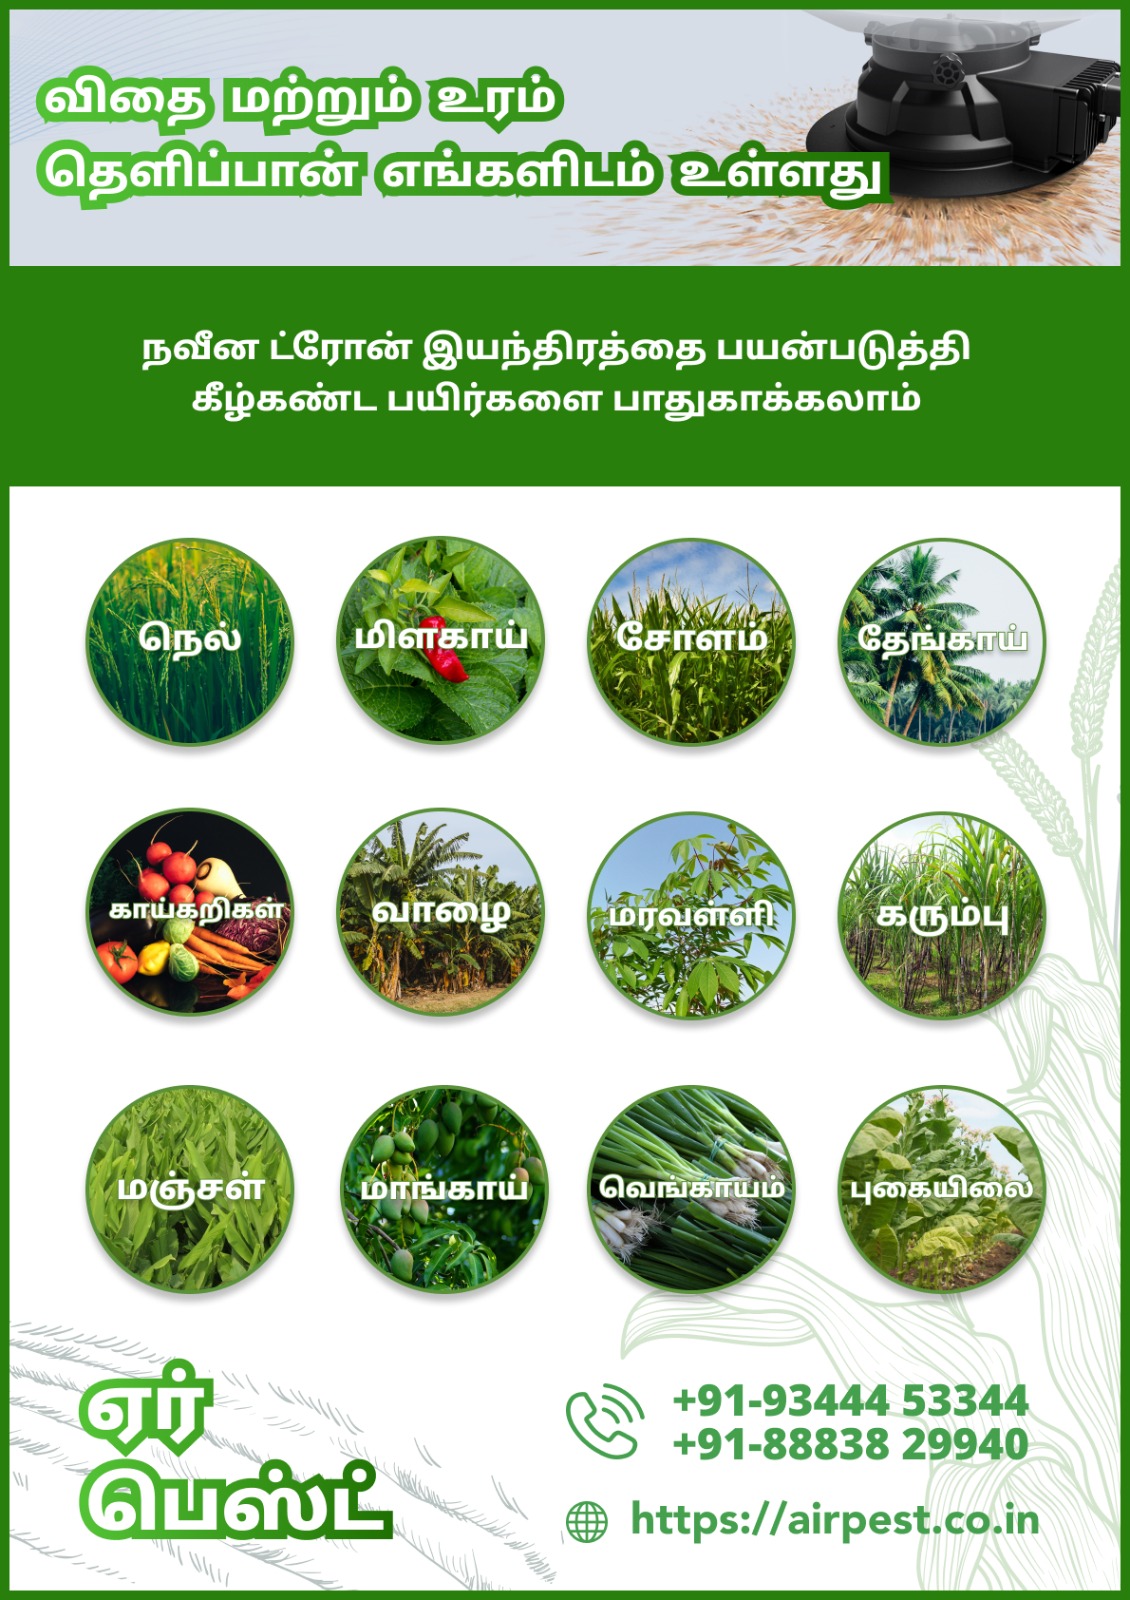 விதை மற்றும் உரம்
தெளிப்பான் எங்களிடம் உள்ளது
நவீன ட்ரோன் இயந்திரத்தை பயன்படுத்தி
கீழ்கண்ட பயிர்களை பாதுகாக்கலாம்
நெல்
மிளகாய்
சோளம்
தேங்காய்
காய்கறிகள்
வாழை
மரவள்ளி
கரும்பு
மஞ்சள்
மாங்காய்
வெங்காயம்
புகையிலை
ஏர்
பெஸ்ட்
+91-93444 53344
+91-88838 29940
https://airpest.co.in